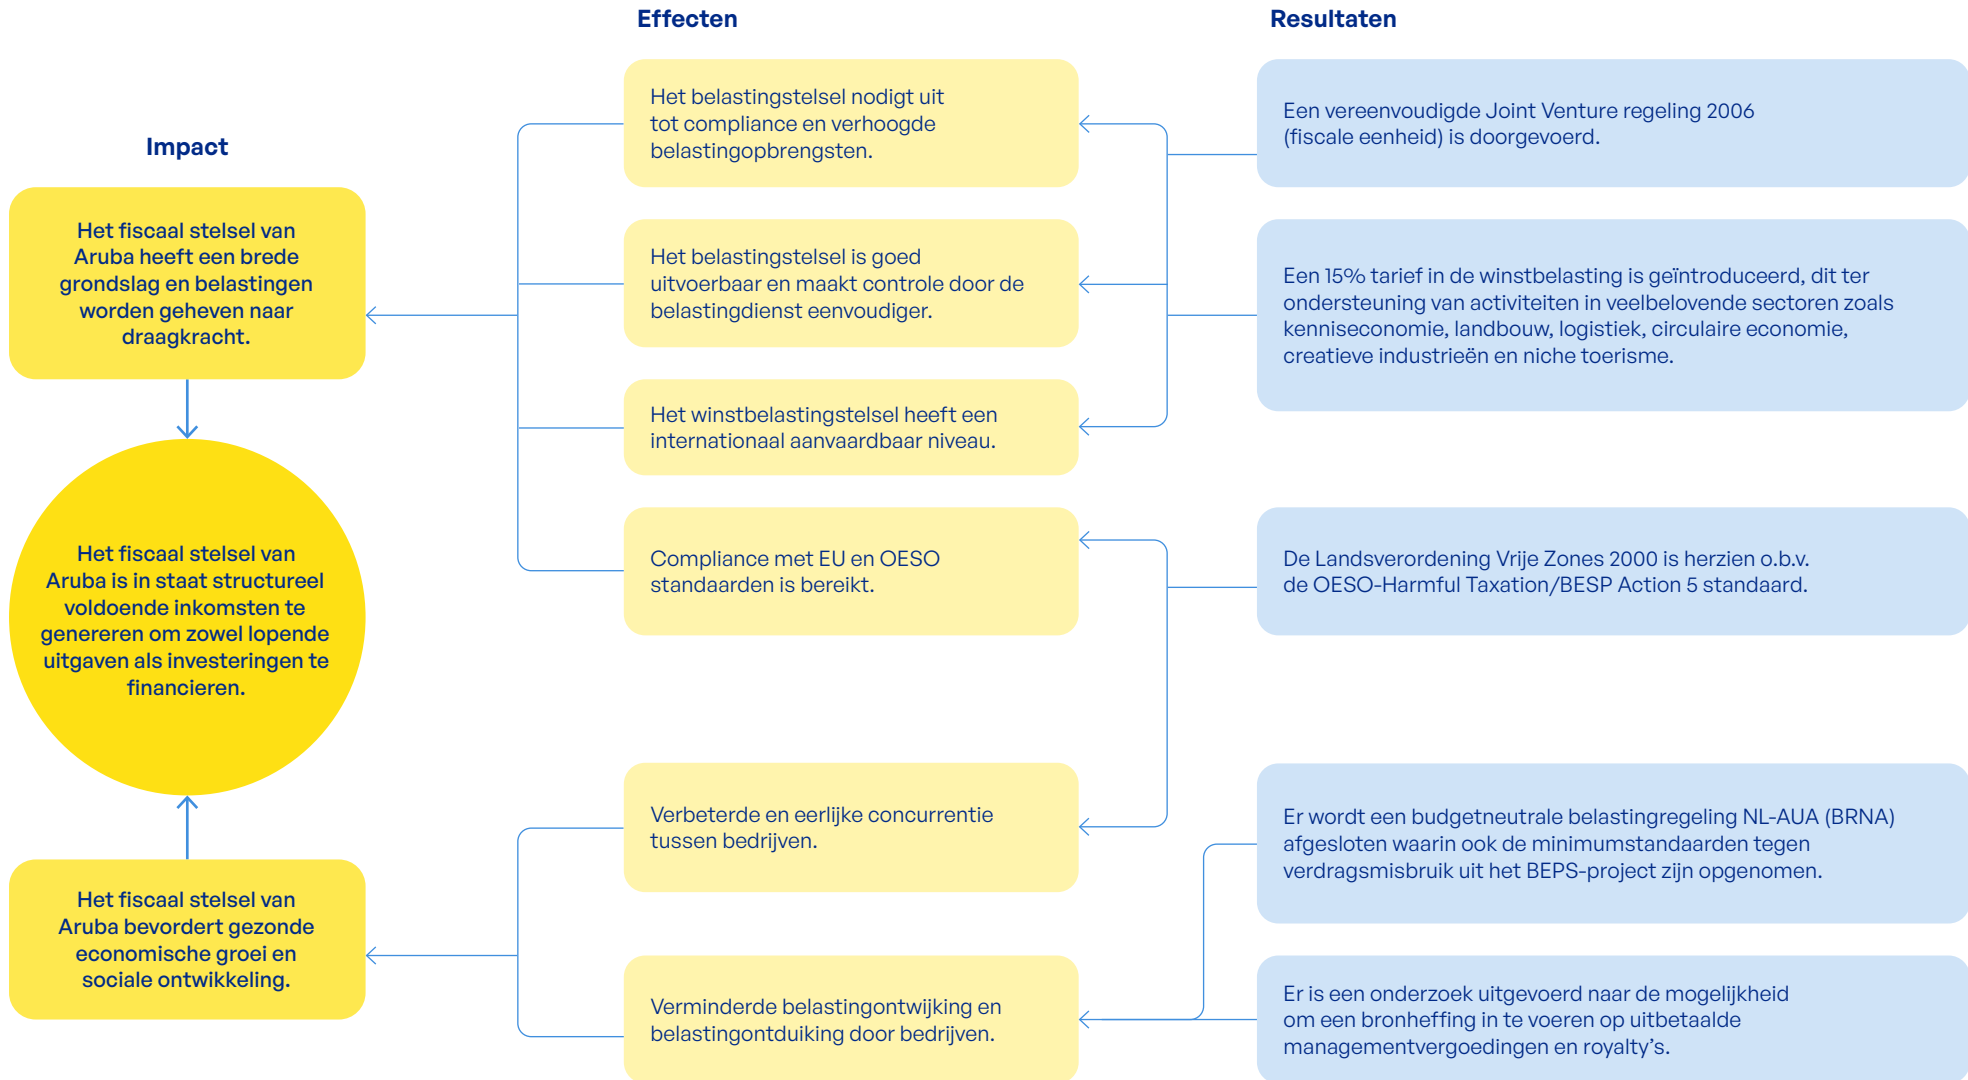 Impact
Het fiscaal stelsel van
Aruba heeft een brede
grondslag en belastingen
worden geheven naar
draagkracht.
Het fiscaal stelsel van
Aruba is in staat structureel
voldoende inkomsten te
genereren om zowel lopende
uitgaven als investeringen te
financieren.
Het fiscaal stelsel van
Aruba bevordert gezonde
economische groei en
sociale ontwikkeling.
Effecten
Het belastingstelsel nodigt uit
tot compliance en verhoogde
belastingopbrengsten.
Het belastingstelsel is goed
uitvoerbaar en maakt controle door de
belastingdienst eenvoudiger.
Het winstbelastingstelsel heeft een
internationaal aanvaardbaar niveau.
Compliance met EU en OESO
standaarden is bereikt.
Verbeterde en eerlijke concurrentie
tussen bedrijven.
Verminderde belastingontwijking en
belastingontduiking door bedrijven.
Resultaten
Een vereenvoudigde Joint Venture regeling 2006
(fiscale eenheid) is doorgevoerd.
Een 15% tarief in de winstbelasting is geïntroduceerd, dit ter
ondersteuning van activiteiten in veelbelovende sectoren zoals
kenniseconomie, landbouw, logistiek, circulaire economie,
creatieve industrieën en niche toerisme.
De Landsverordening Vrije Zones 2000 is herzien o.b.v.
de OESO-Harmful Taxation/BESP Action 5 standaard.
Er wordt een budgetneutrale belastingregeling NL-AUA (BRNA)
afgesloten waarin ook de minimumstandaarden tegen
verdragsmisbruik uit het BEPS-project zijn opgenomen.
Er is een onderzoek uitgevoerd naar de mogelijkheid
om een bronheffing in te voeren op uitbetaalde
managementvergoedingen en royalty’s.